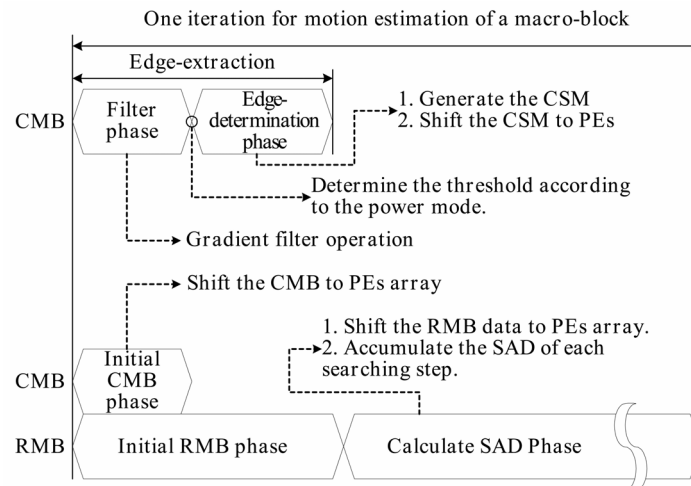 One iteration for motion estimation of a macro-block
Edge-extraction
CMB
Filter
phase
Edge-
determination
phase
1. Generate the CSM
2. Shift the CSM to PEs
Determine the threshold according
to the power mode.
Gradient filter operation
Shift the CMB to PEs array
1. Shift the RMB data to PEs array.
2. Accumulate the SAD of each
searching step.
CMB
Initial
CMB
phase
RMB
Initial RMB phase
Calculate SAD Phase